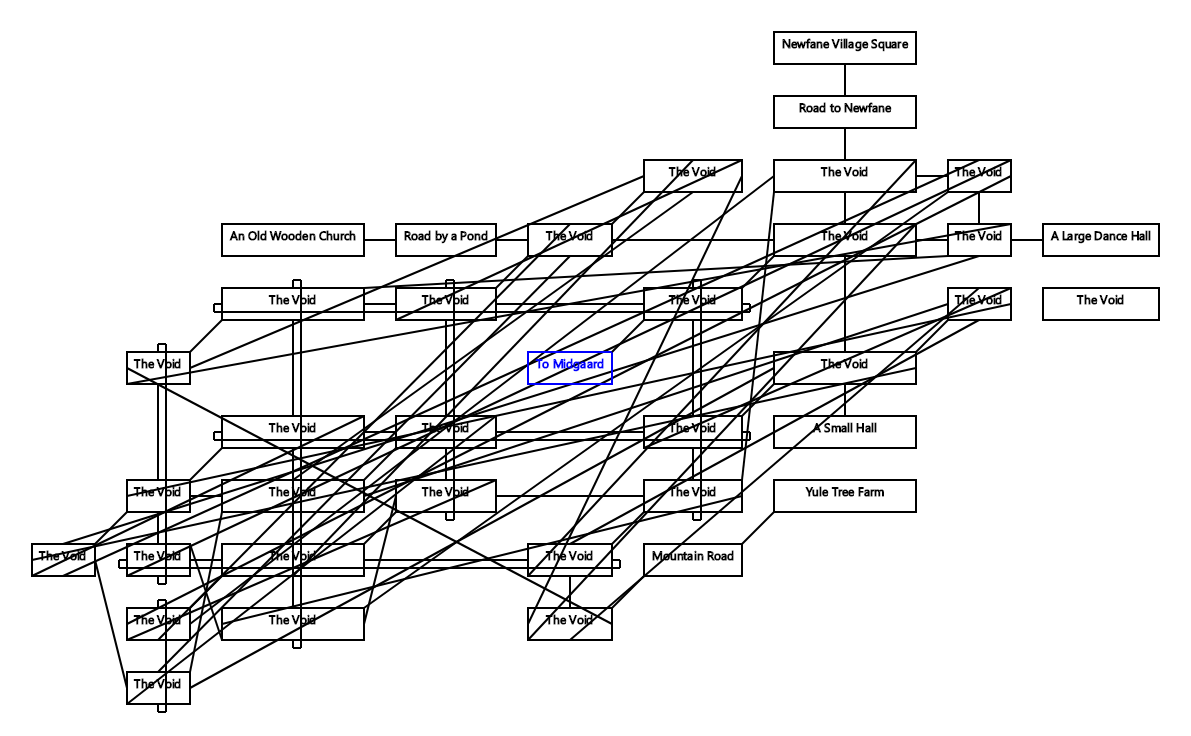 Newfane Village Square
Road to Newfane
The Void
The Void
The Void
An Old Wooden Church
Road by a Pond
The Void
The Void
The Void
A Large Dance Hall
The Void
The Void
The Void
The Void
The Void
The Void
To Midgaard
The Void
The Void
The Void
The Void
A Small Hall
The Void
The Void
The Void
The Void
Yule Tree Farm
The Void
The Void
The Void
The Void
Mountain Road
The Void
The Void
The Void
The Void